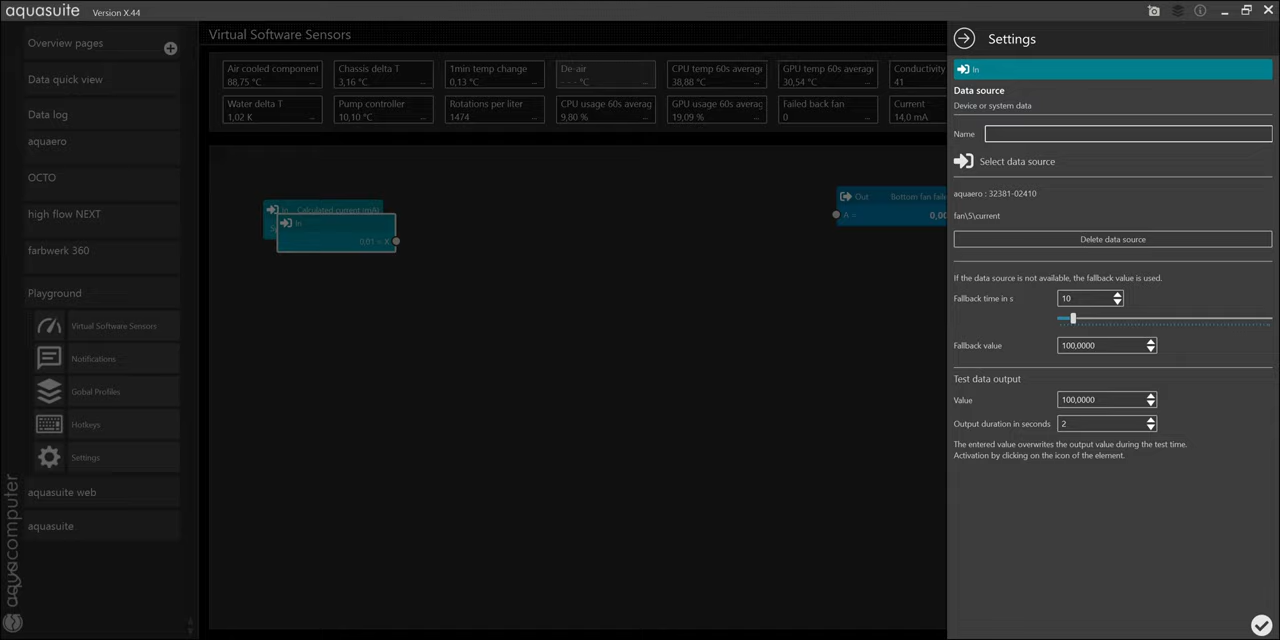 aquasuite Version X.44
Overview pages
Data quick view
Data log
aquaero
OCTO
high flow NEXT
farbwerk 360
Playground
Virtual Software Sensors
Notifications
Gobal Profiles
Hotkeys
Settings
aquasuite web
aquasuite
aquacomputer
Virtual Software Sensors
Air cooled component
88,75 °C
Chassis delta T
3,16 °C
1min temp change
0,13 °C
De-air
- - - °C
CPU temp 60s average
38,88 °C
GPU temp 60s average
30,54 °C
Conductivity
41
Water delta T
1,02 K
Pump controller
10,10 °C
Rotations per liter
1474
CPU usage 60s averag
9,80 %
GPU usage 60s averag
19,09 %
Failed back fan
0
Current
14,0 mA
In Calculated current (mA)
In
0,01 = X
Out Bottom fan faile
A = 0,00
Settings
In
Data source
Device or system data
Name
Select data source
aquaero : 32381-02410
fan\5\current
Delete data source
If the data source is not available, the fallback value is used.
Fallback time in s 10
Fallback value 100,0000
Test data output
Value 100,0000
Output duration in seconds 2
The entered value overwrites the output value during the test time.
Activation by clicking on the icon of the element.